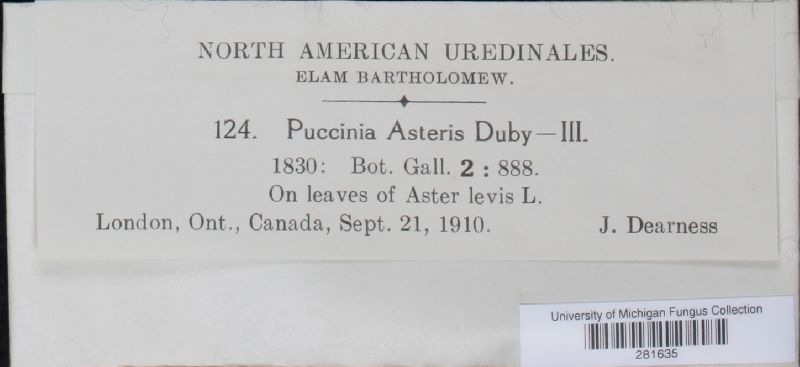 NORTH AMERICAN UREDINALES.
ELAM BARTHOLOMEW.
124. Puccinia Asteris Duby—III.
1830: Bot. Gall. 2 : 888.
On leaves of Aster levis L.
London, Ont., Canada, Sept. 21, 1910. J. Dearness
University of Michigan Fungus Collection
281635